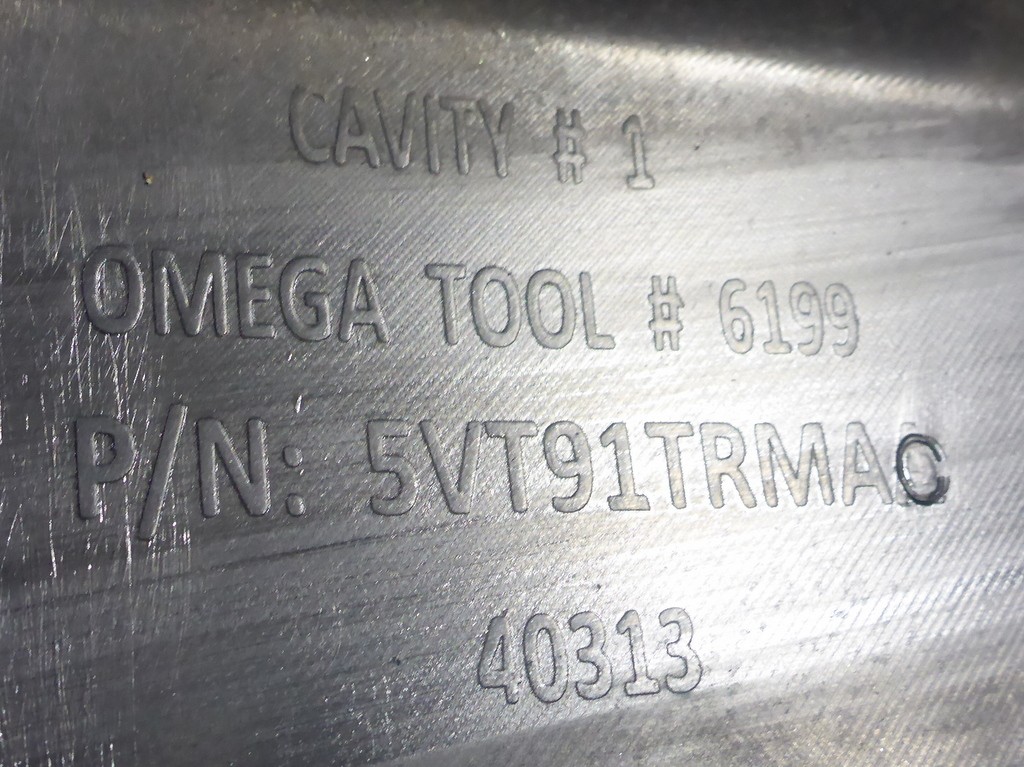 CAVITY # 1
OMEGA TOOL # 6199
P/N: 5VT91TRMAC
40313